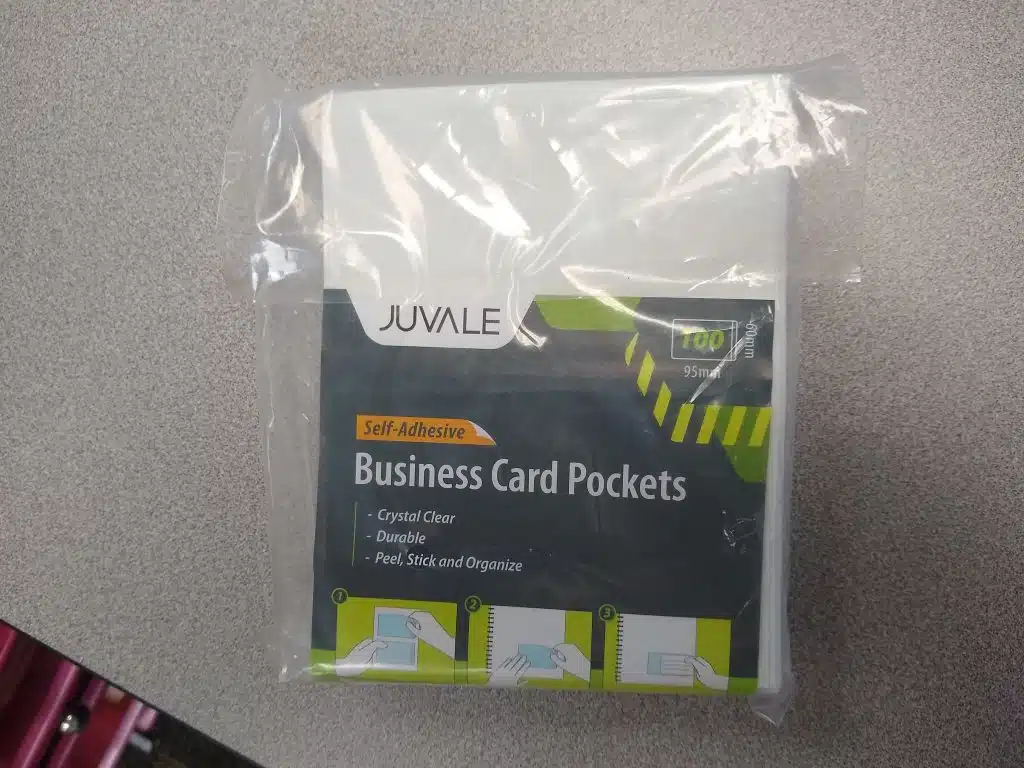 JUVALE
100
60mm
95mm
Self-Adhesive
Business Card Pockets
- Crystal Clear
- Durable
- Peel, Stick and Organize
1 2 3